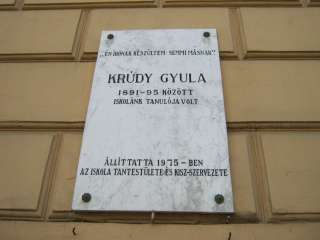 „ÉN ÍRÓNAK KÉSZÜLTEM SEMMI MÁSNAK"
KRÚDY GYULA
1891-95 KÖZÖTT
ISKOLÁNK TANULÓJA VOLT
ÁLLÍTTATTA 1975-BEN
AZ ISKOLA TANTESTÜLETE ÉS KISZ-SZERVEZETE